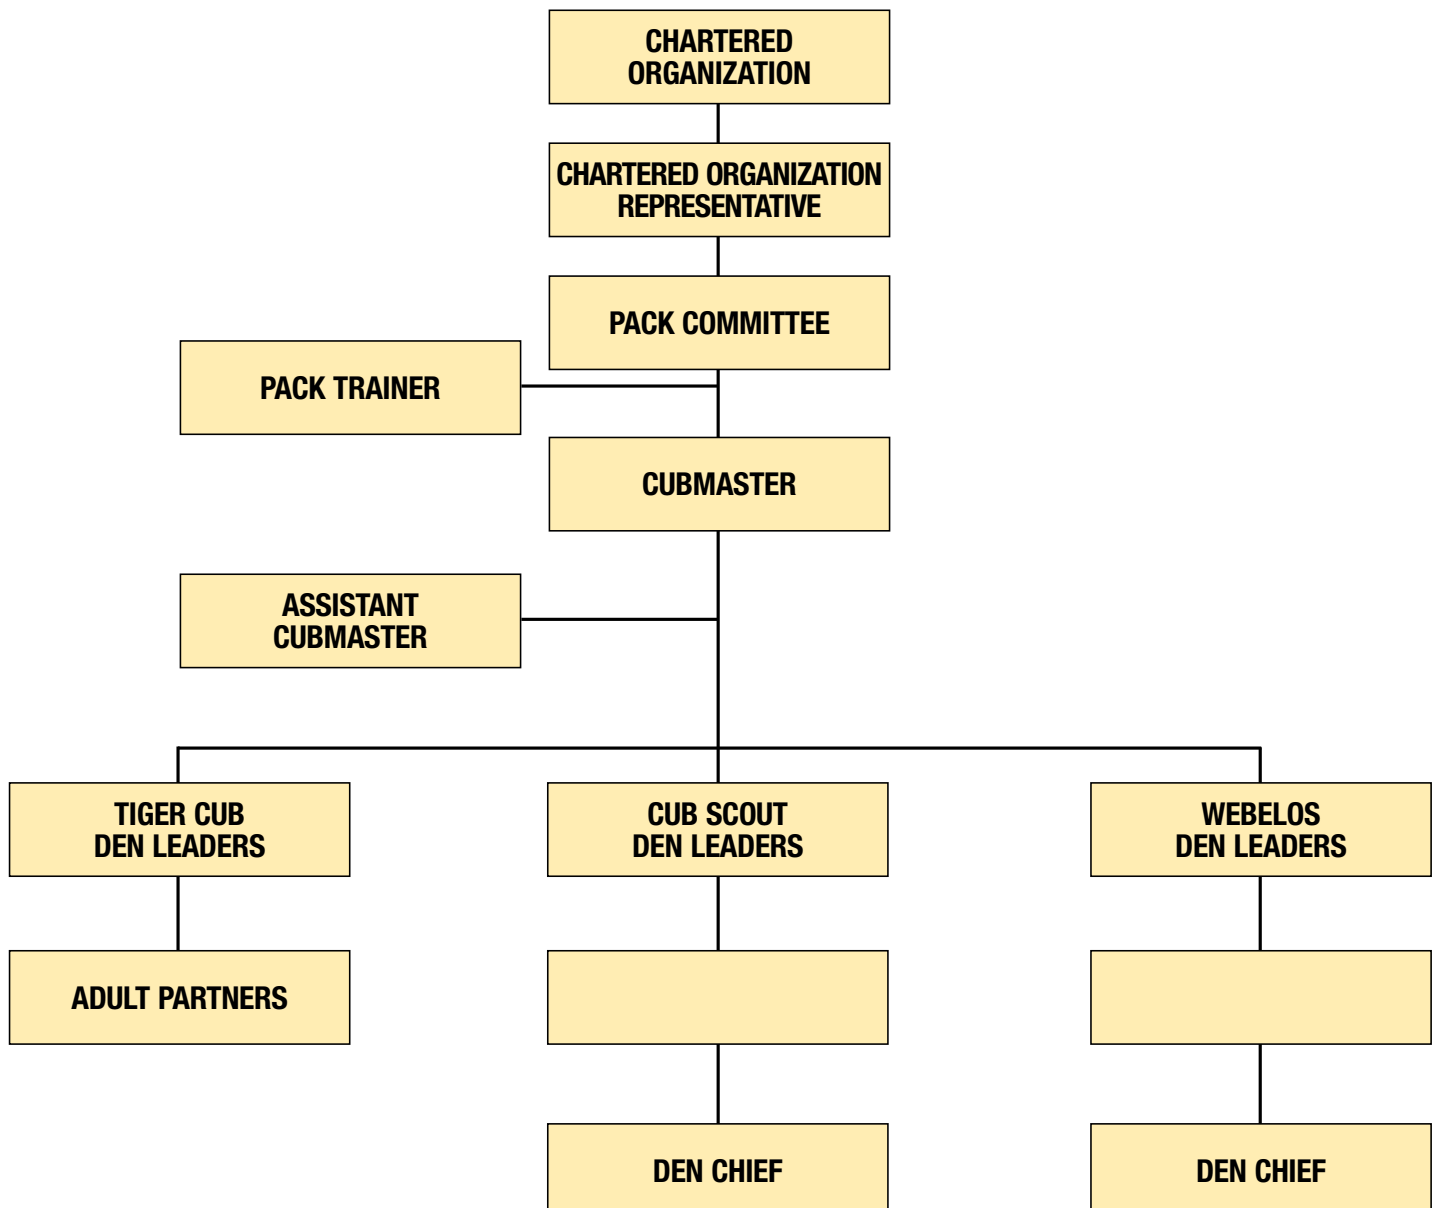 CHARTERED
ORGANIZATION
CHARTERED ORGANIZATION
REPRESENTATIVE
PACK COMMITTEE
PACK TRAINER
CUBMASTER
ASSISTANT
CUBMASTER
TIGER CUB
DEN LEADERS
CUB SCOUT
DEN LEADERS
WEBELOS
DEN LEADERS
ADULT PARTNERS
DEN CHIEF
DEN CHIEF